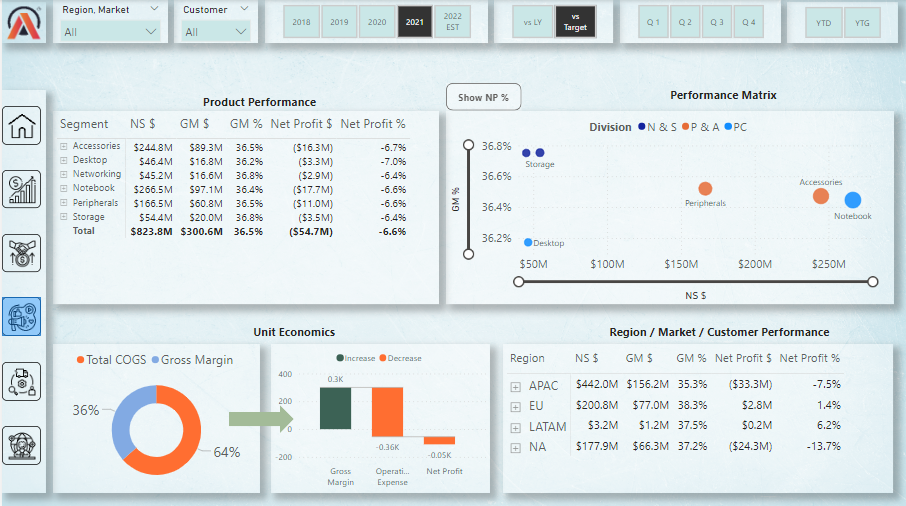 Region, Market
All
Customer
All
2018
2019
2020
2021
2022 EST
vs LY
vs Target
Q 1
Q 2
Q 3
Q 4
YTD
YTG
Product Performance
Segment NS $ GM $ GM % Net Profit $ Net Profit %
Accessories $244.8M $89.3M 36.5% ($16.3M) -6.7%
Desktop $46.4M $16.8M 36.2% ($3.3M) -7.0%
Networking $45.2M $16.6M 36.8% ($2.9M) -6.4%
Notebook $266.5M $97.1M 36.4% ($17.7M) -6.6%
Peripherals $166.5M $60.8M 36.5% ($11.0M) -6.6%
Storage $54.4M $20.0M 36.8% ($3.5M) -6.4%
Total $823.8M $300.6M 36.5% ($54.7M) -6.6%
Show NP %
Performance Matrix
Division N & S P & A PC
GM %
36.8%
36.6%
36.4%
36.2%
Storage
Accessories
Peripherals
Notebook
Desktop
$50M $100M $150M $200M $250M
NS $
Unit Economics
Total COGS Gross Margin
36%
64%
Increase Decrease
400
200
0
-200
0.3K
-0.36K
-0.05K
Gross Margin
Operati... Expense
Net Profit
Region / Market / Customer Performance
Region NS $ GM $ GM % Net Profit $ Net Profit %
APAC $442.0M $156.2M 35.3% ($33.3M) -7.5%
EU $200.8M $77.0M 38.3% $2.8M 1.4%
LATAM $3.2M $1.2M 37.5% $0.2M 6.2%
NA $177.9M $66.3M 37.2% ($24.3M) -13.7%